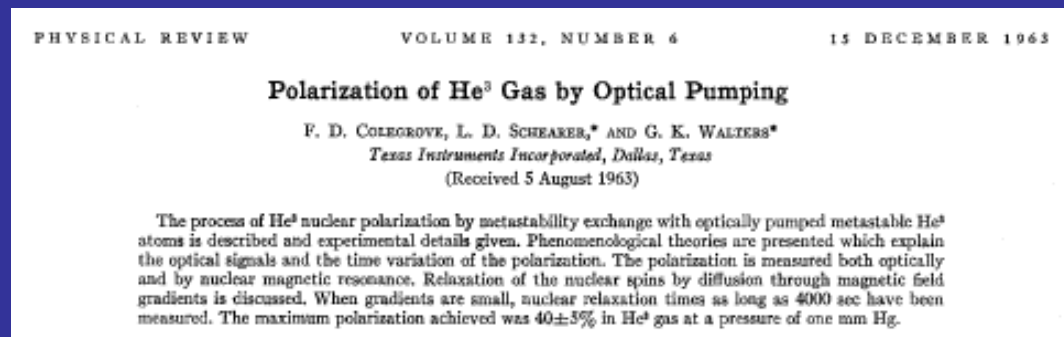 PHYSICAL REVIEW VOLUME 132, NUMBER 6 15 DECEMBER 1963
Polarization of He³ Gas by Optical Pumping
F. D. COLEGROVE, L. D. SCHEARER,* AND G. K. WALTERS*
Texas Instruments Incorporated, Dallas, Texas
(Received 5 August 1963)
The process of He³ nuclear polarization by metastability exchange with optically pumped metastable He³
atoms is described and experimental details given. Phenomenological theories are presented which explain
the optical signals and the time variation of the polarization. The polarization is measured both optically
and by nuclear magnetic resonance. Relaxation of the nuclear spins by diffusion through magnetic field
gradients is discussed. When gradients are small, nuclear relaxation times as long as 4000 sec have been
measured. The maximum polarization achieved was 40±5% in He³ gas at a pressure of one mm Hg.